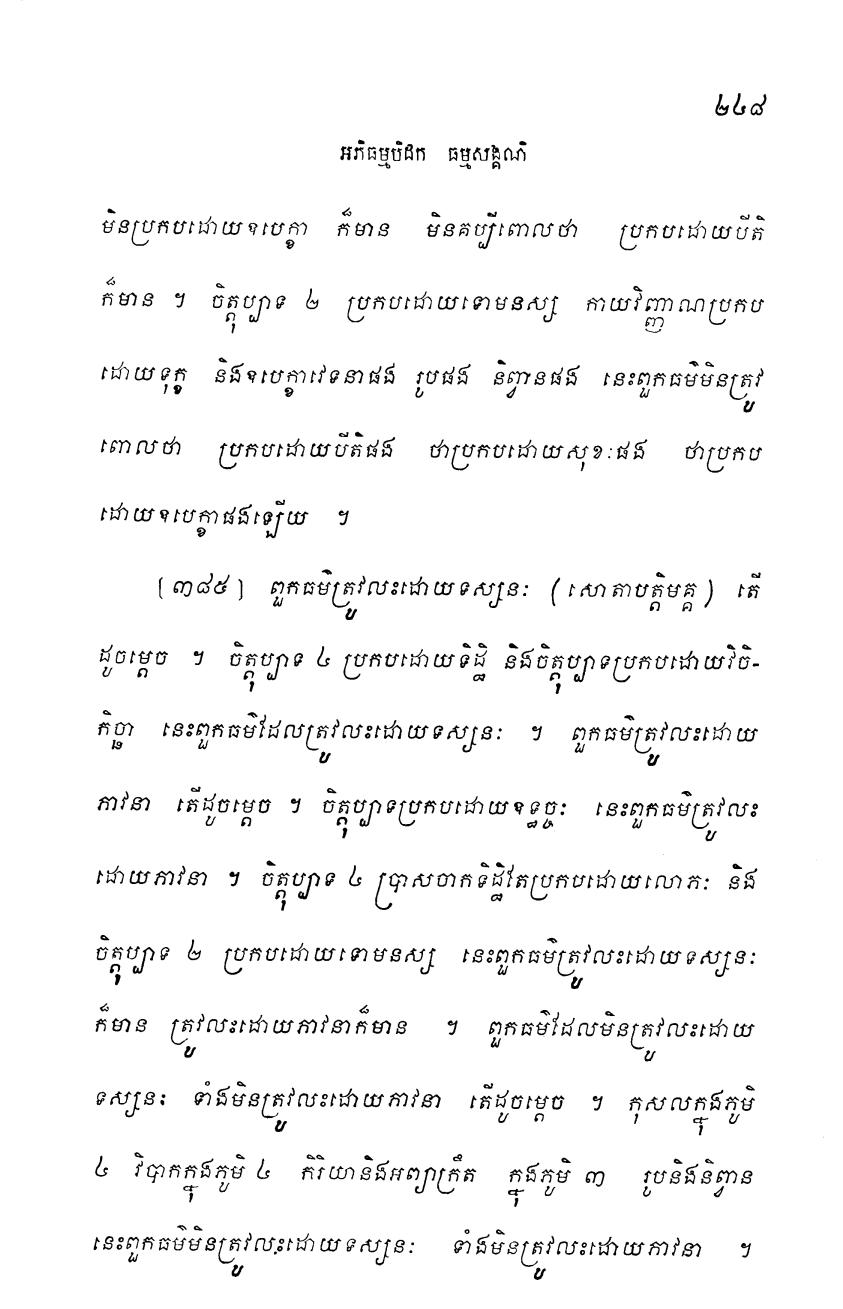 ២៤៨
អភិធម្មបិដក ធម្មសង្គណិ
មិនប្រកបដោយឧបេក្ខា ក៏មាន មិនគប្បីពោលថា ប្រកបដោយបីតិ
ក៏មាន ។ ចិត្តុប្បាទ ២ ប្រកបដោយទោមនស្ស កាយវិញ្ញាណប្រកប
ដោយទុក្ខ និងឧបេក្ខាវេទនាផង រូបផង និព្វានផង នេះពួកធម៌មិនត្រូវ
ពោលថា ប្រកបដោយបីតិផង ថាប្រកបដោយសុខៈផង ថាប្រកប
ដោយឧបេក្ខាផងឡើយ ។
[៣៨៥] ពួកធម៌ត្រូវលះដោយទស្សនៈ (សោតាបត្តិមគ្គ) តើ
ដូចម្តេច ។ ចិត្តុប្បាទ ៤ ប្រកបដោយទិដ្ឋិ និងចិត្តុប្បាទប្រកបដោយវិចិ-
កិច្ឆា នេះពួកធម៌ដែលត្រូវលះដោយទស្សនៈ ។ ពួកធម៌ត្រូវលះដោយ
ភាវនា តើដូចម្តេច ។ ចិត្តុប្បាទប្រកបដោយឧទ្ធច្ចៈ នេះពួកធម៌ត្រូវលះ
ដោយភាវនា ។ ចិត្តុប្បាទ ៤ ប្រាសចាកទិដ្ឋិតែប្រកបដោយលោភៈ និង
ចិត្តុប្បាទ ២ ប្រកបដោយទោមនស្ស នេះពួកធម៌ត្រូវលះដោយទស្សនៈ
ក៏មាន ត្រូវលះដោយភាវនាក៏មាន ។ ពួកធម៌ដែលមិនត្រូវលះដោយ
ទស្សនៈ ទាំងមិនត្រូវលះដោយភាវនា តើដូចម្តេច ។ កុសលក្នុងភូមិ
៤ វិបាកក្នុងភូមិ ៤ កិរិយានិងអព្យាក្រឹត ក្នុងភូមិ ៣ រូបនិងនិព្វាន
នេះពួកធម៌មិនត្រូវលះដោយទស្សនៈ ទាំងមិនត្រូវលះដោយភាវនា ។